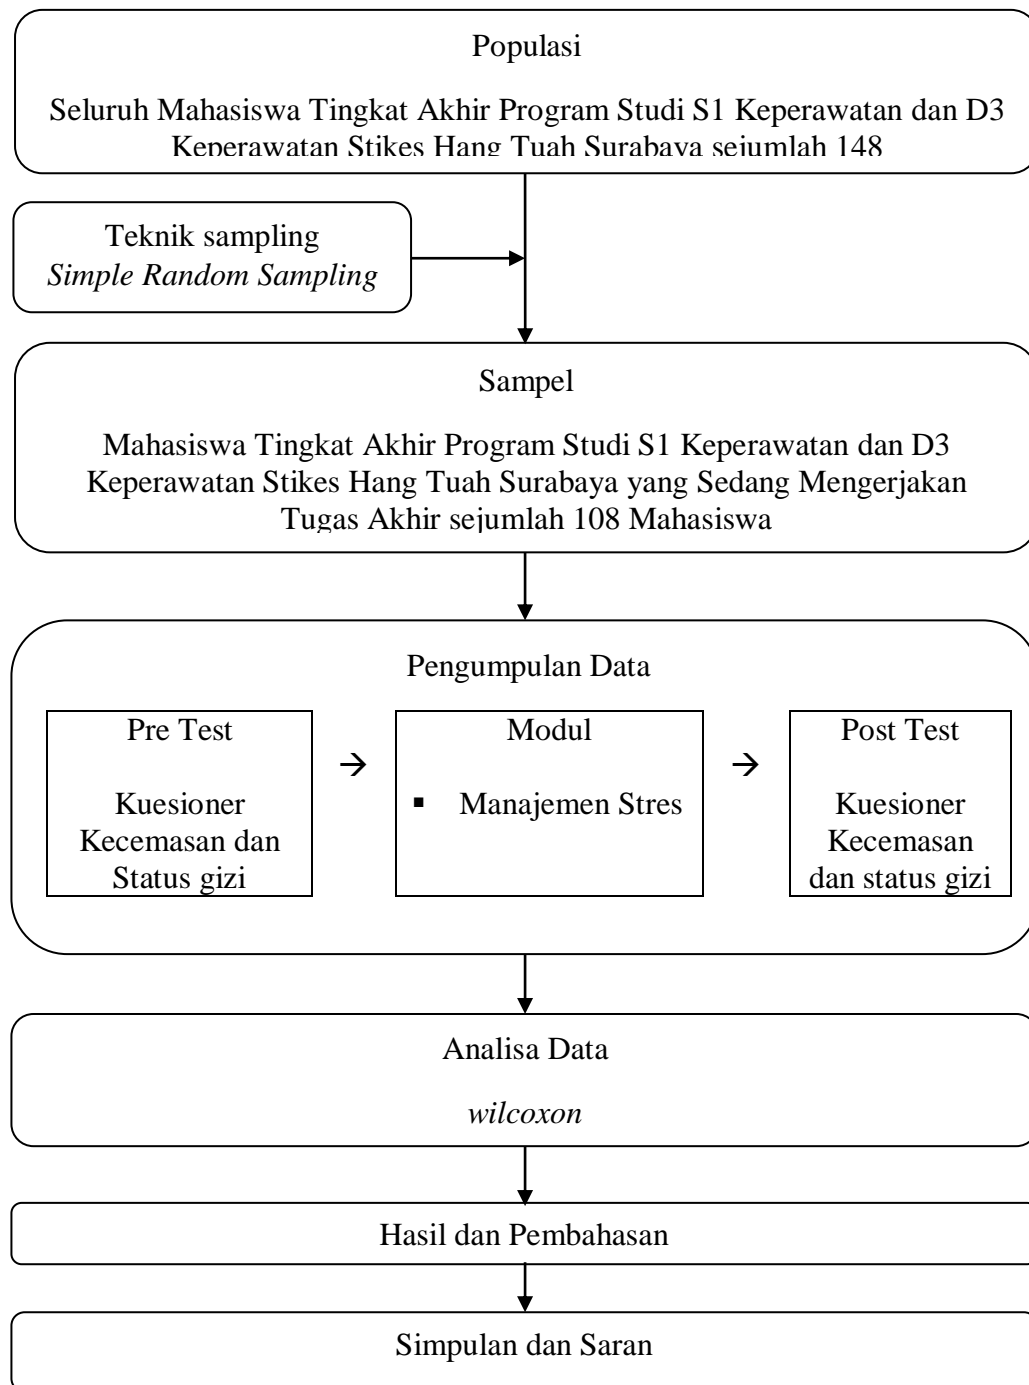 Populasi
Seluruh Mahasiswa Tingkat Akhir Program Studi S1 Keperawatan dan D3
Keperawatan Stikes Hang Tuah Surabaya sejumlah 148
Teknik sampling
Simple Random Sampling
Sampel
Mahasiswa Tingkat Akhir Program Studi S1 Keperawatan dan D3
Keperawatan Stikes Hang Tuah Surabaya yang Sedang Mengerjakan
Tugas Akhir sejumlah 108 Mahasiswa
Pengumpulan Data
Pre Test
Kuesioner
Kecemasan dan
Status gizi
→
Modul
▪ Manajemen Stres
→
Post Test
Kuesioner
Kecemasan
dan status gizi
Analisa Data
wilcoxon
Hasil dan Pembahasan
Simpulan dan Saran